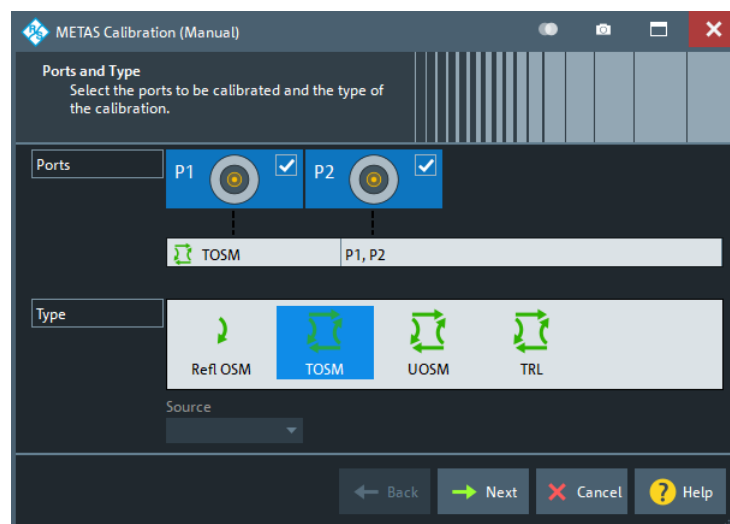 METAS Calibration (Manual)
Ports and Type
Select the ports to be calibrated and the type of
the calibration.
Ports
P1
P2
TOSM
P1, P2
Type
Refl OSM
TOSM
UOSM
TRL
Source
Back
Next
Cancel
? Help